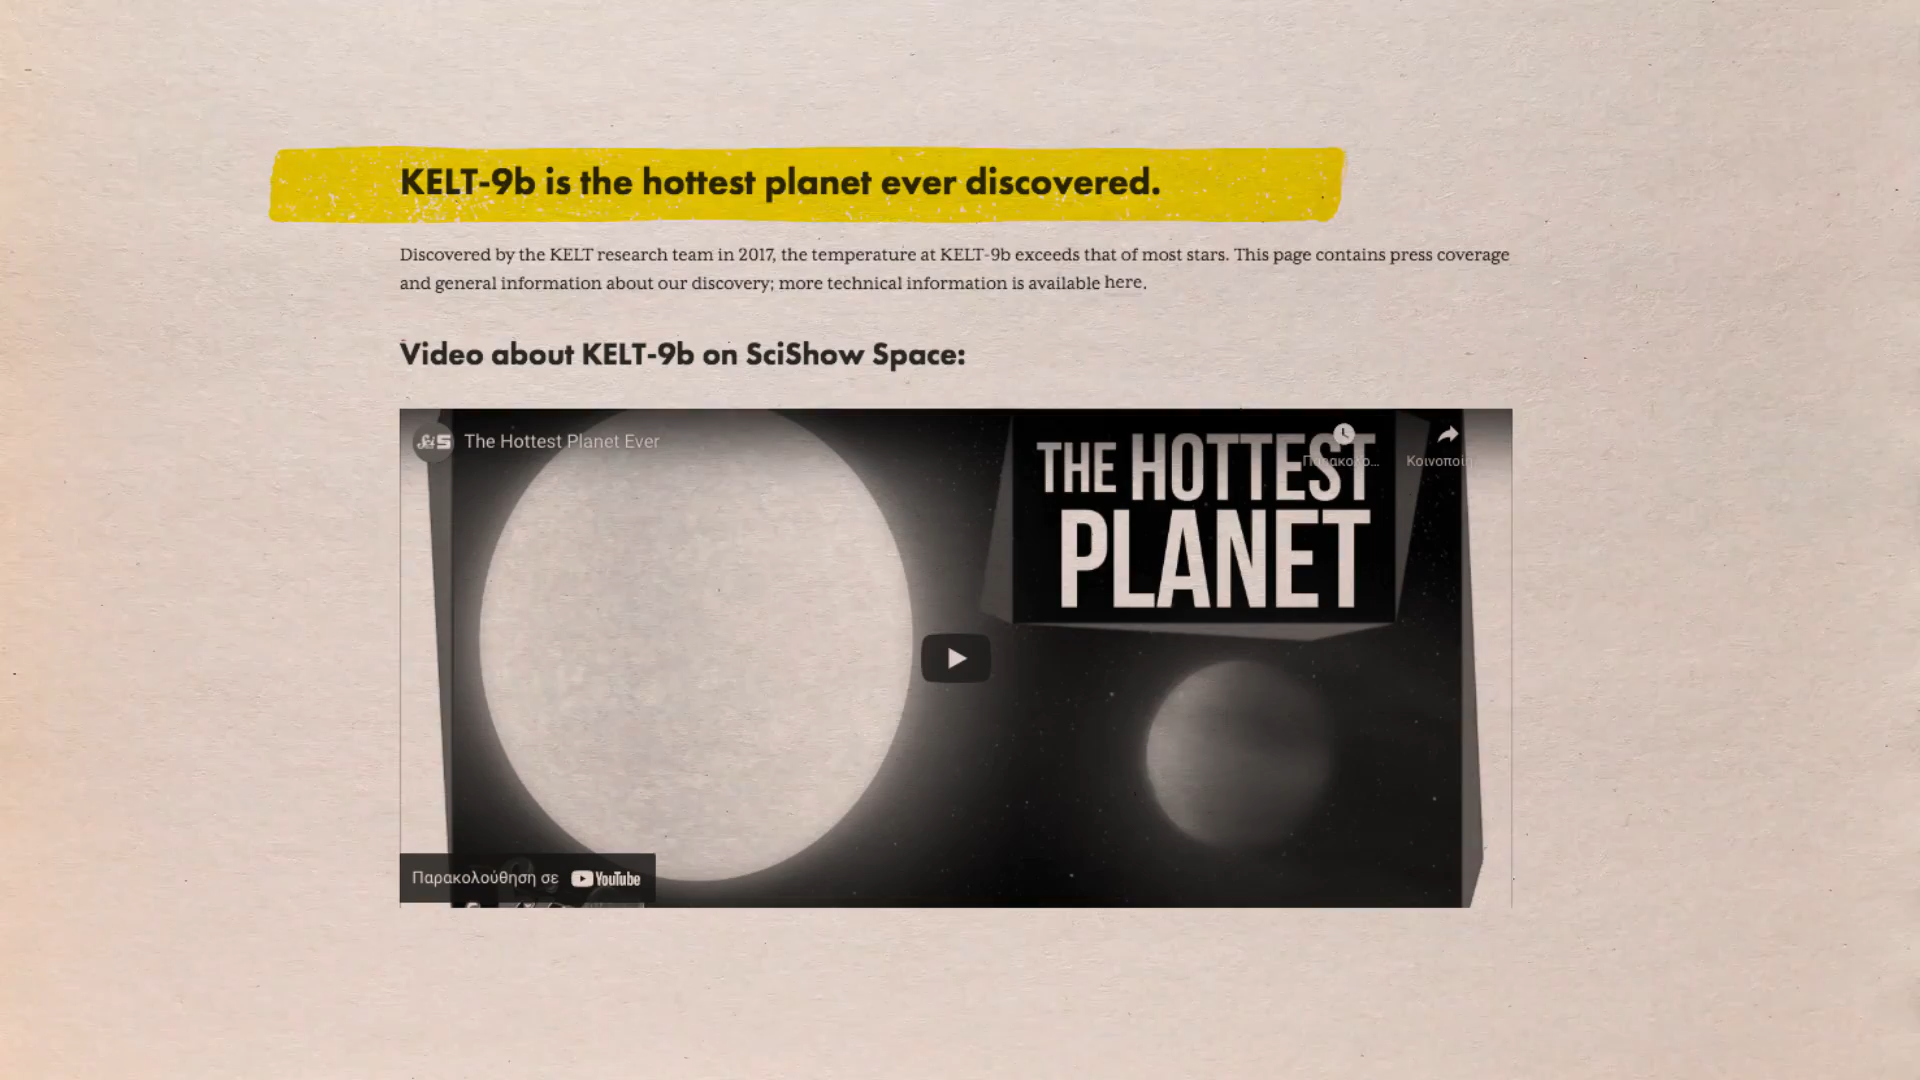 KELT-9b is the hottest planet ever discovered.
Discovered by the KELT research team in 2017, the temperature at KELT-9b exceeds that of most stars. This page contains press coverage
and general information about our discovery; more technical information is available here.
Video about KELT-9b on SciShow Space:
The Hottest Planet Ever
THE HOTTEST
PLANET
Παρακολο...
Κοινοποίη
Παρακολούθηση σε YouTube